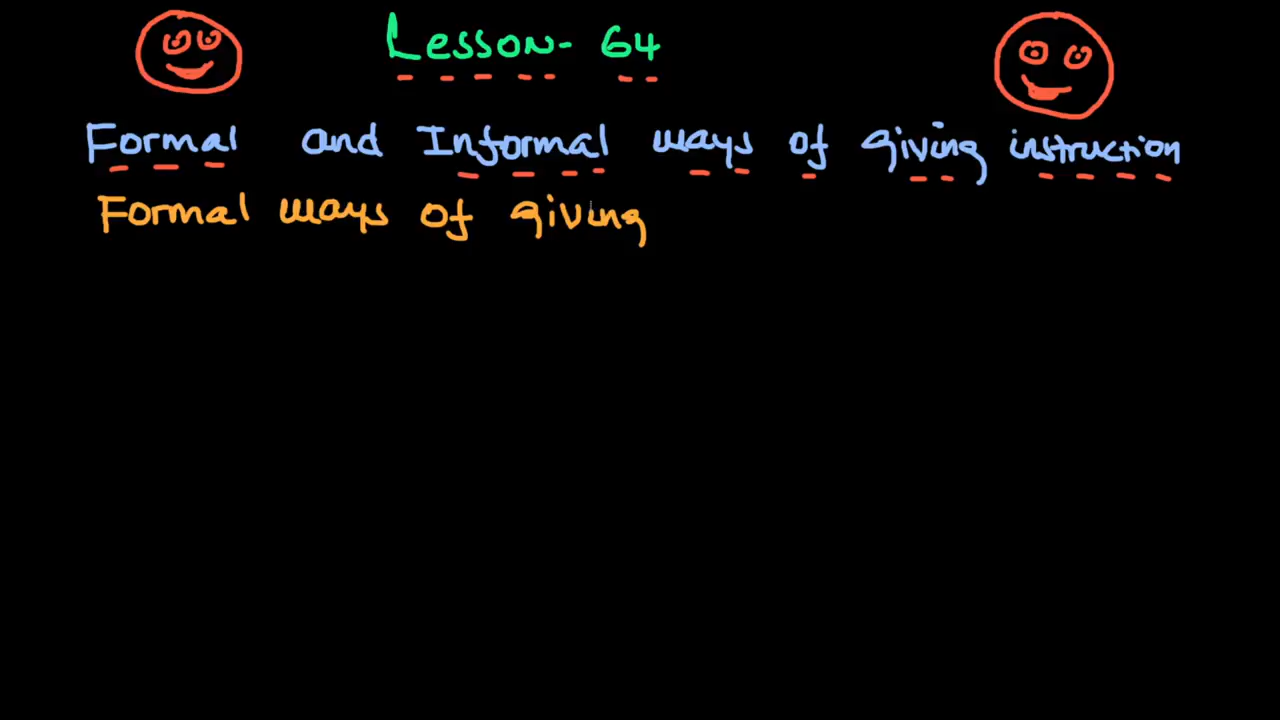 Lesson- 64
Formal and Informal ways of giving instruction
Formal ways of giving